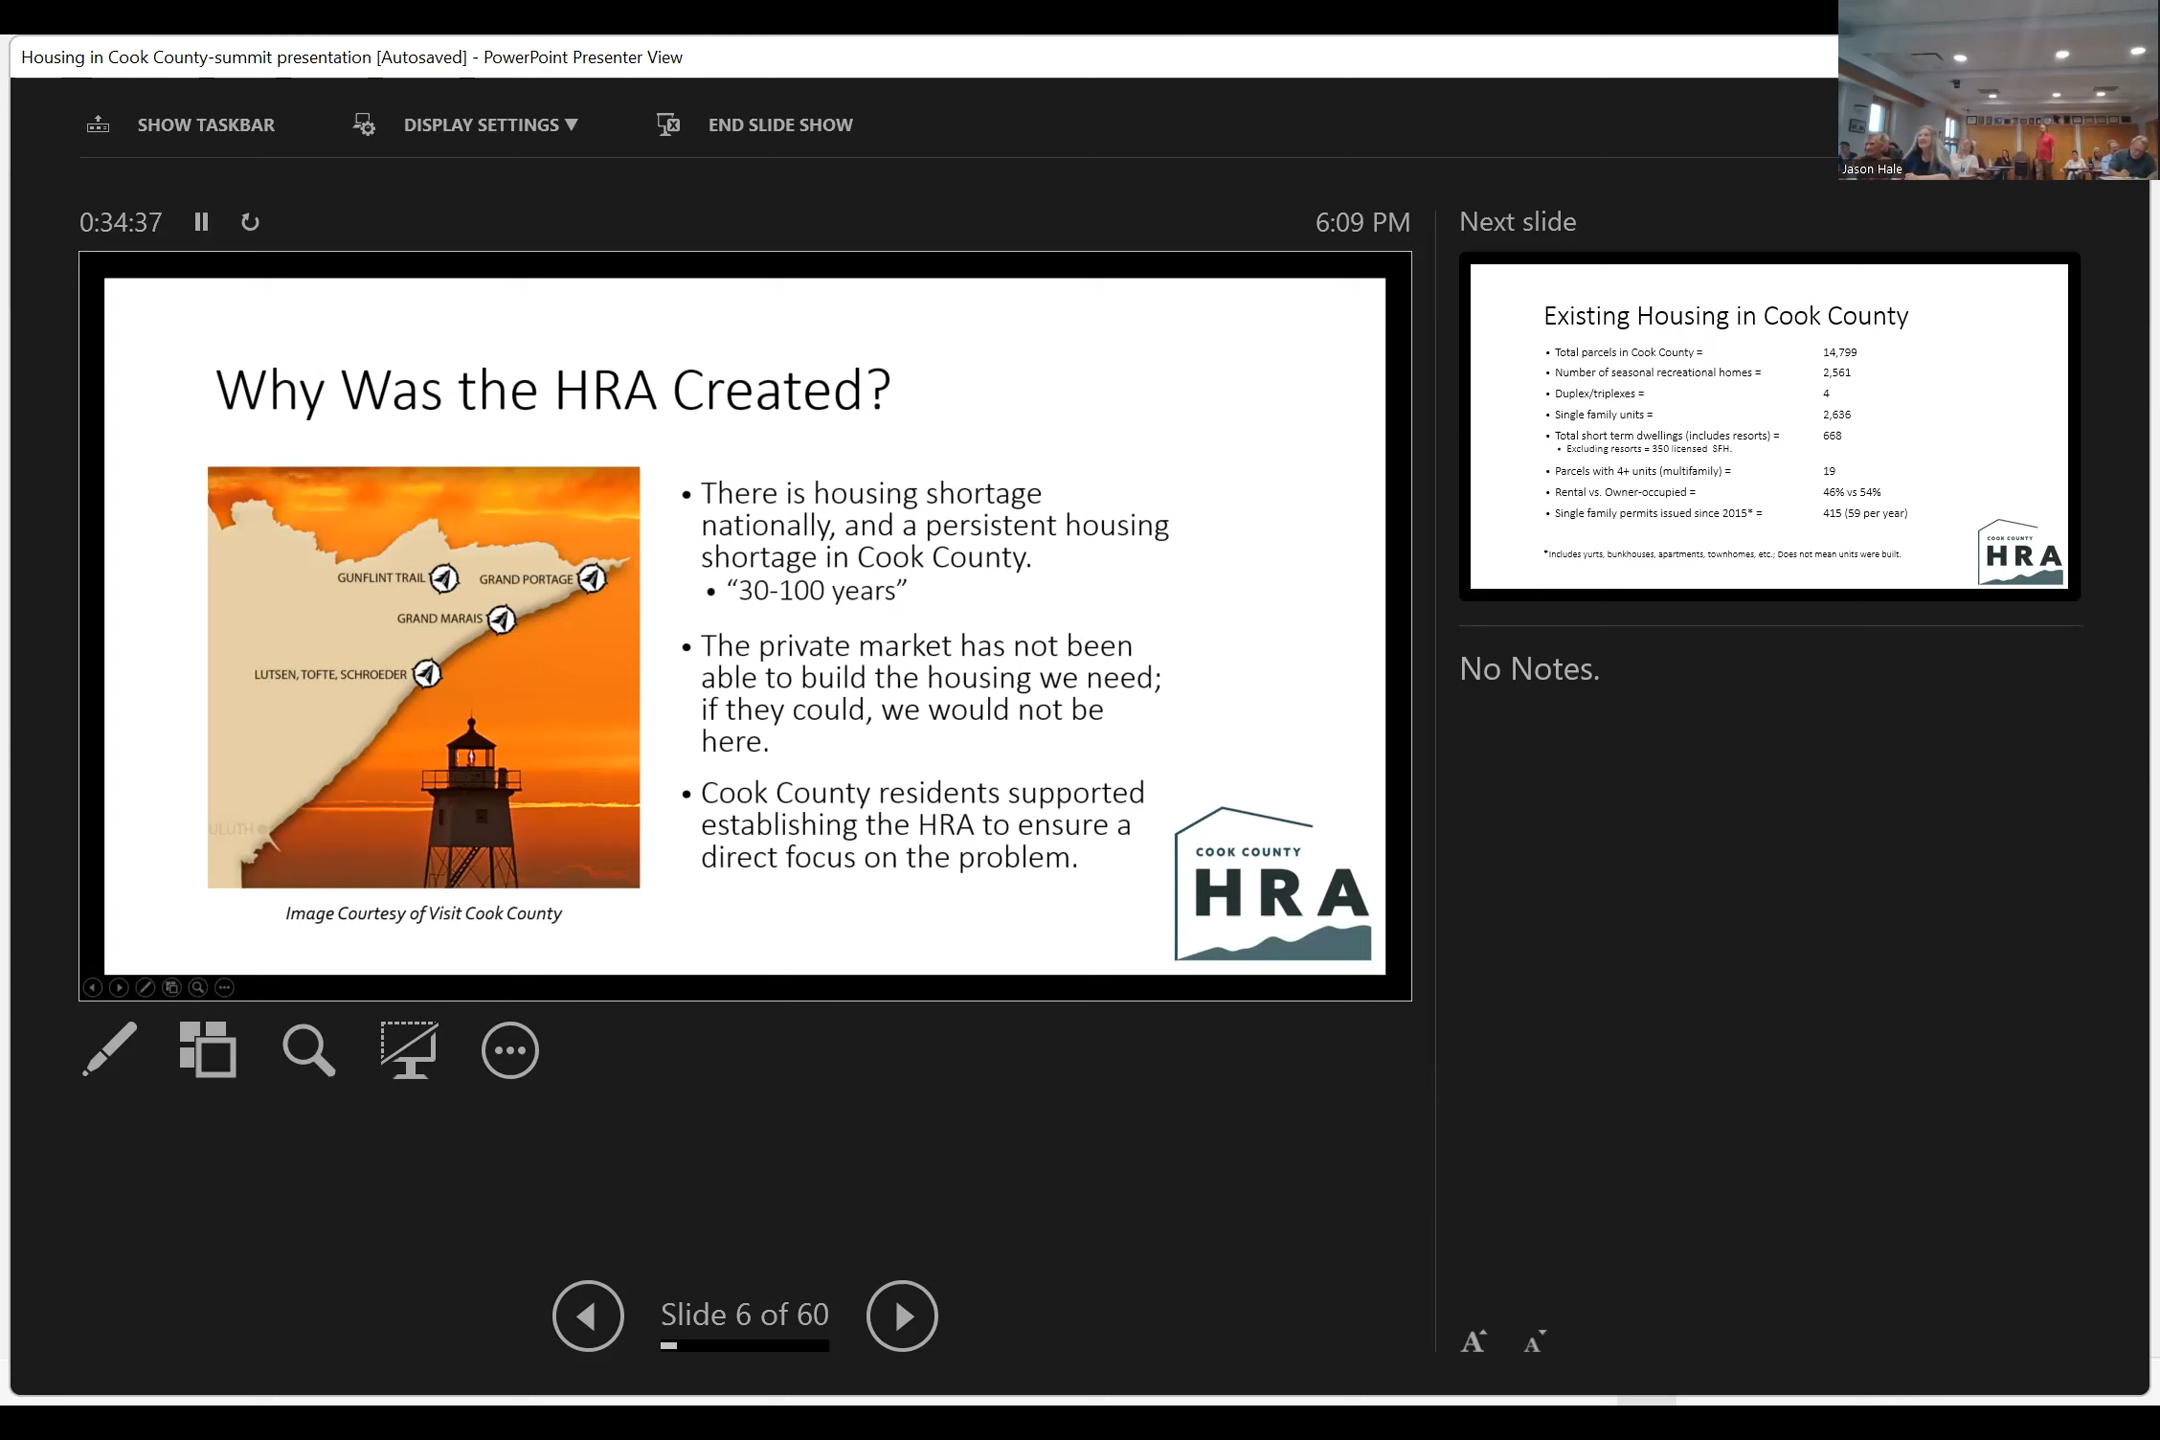 Housing in Cook County-summit presentation [Autosaved] - PowerPoint Presenter View
Jason Hale
SHOW TASKBAR
DISPLAY SETTINGS ▼
END SLIDE SHOW
0:34:37
6:09 PM
Why Was the HRA Created?
GUNFLINT TRAIL
GRAND PORTAGE
GRAND MARAIS
LUTSEN, TOFTE, SCHROEDER
ULUTH
Image Courtesy of Visit Cook County
• There is housing shortage
nationally, and a persistent housing
shortage in Cook County.
• “30-100 years”
• The private market has not been
able to build the housing we need;
if they could, we would not be
here.
• Cook County residents supported
establishing the HRA to ensure a
direct focus on the problem.
COOK COUNTY
HRA
Slide 6 of 60
Next slide
Existing Housing in Cook County
• Total parcels in Cook County = 14,799
• Number of seasonal recreational homes = 2,561
• Duplex/triplexes = 4
• Single family units = 2,636
• Total short term dwellings (includes resorts) = 668
• Excluding resorts = 350 licensed SFH.
• Parcels with 4+ units (multifamily) = 19
• Rental vs. Owner-occupied = 46% vs 54%
• Single family permits issued since 2015* = 415 (59 per year)
*Includes yurts, bunkhouses, apartments, townhomes, etc.; Does not mean units were built.
COOK COUNTY
HRA
No Notes.
A A